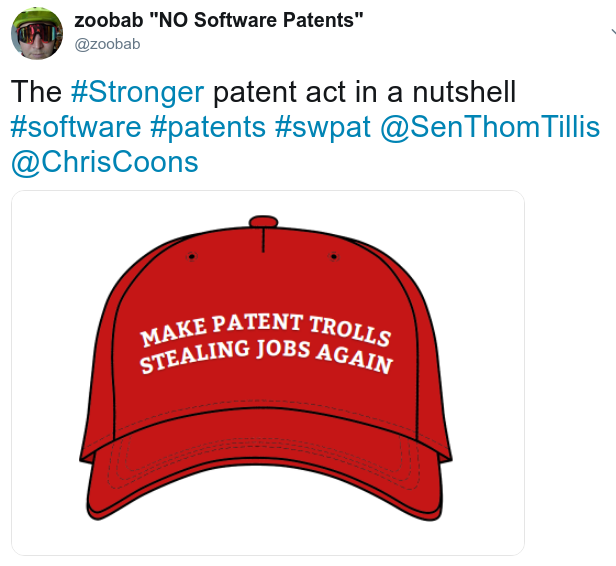 zoobab "NO Software Patents"
@zoobab
The #Stronger patent act in a nutshell
#software #patents #swpat @SenThomTillis
@ChrisCoons
MAKE PATENT TROLLS
STEALING JOBS AGAIN